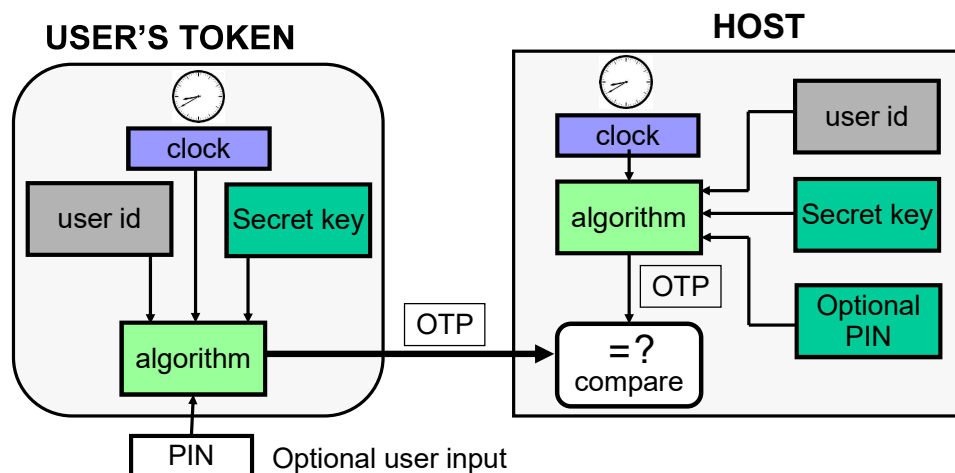 USER'S TOKEN
clock
user id
Secret key
algorithm
PIN
Optional user input
OTP
HOST
clock
user id
algorithm
Secret key
OTP
Optional
PIN
=?
compare